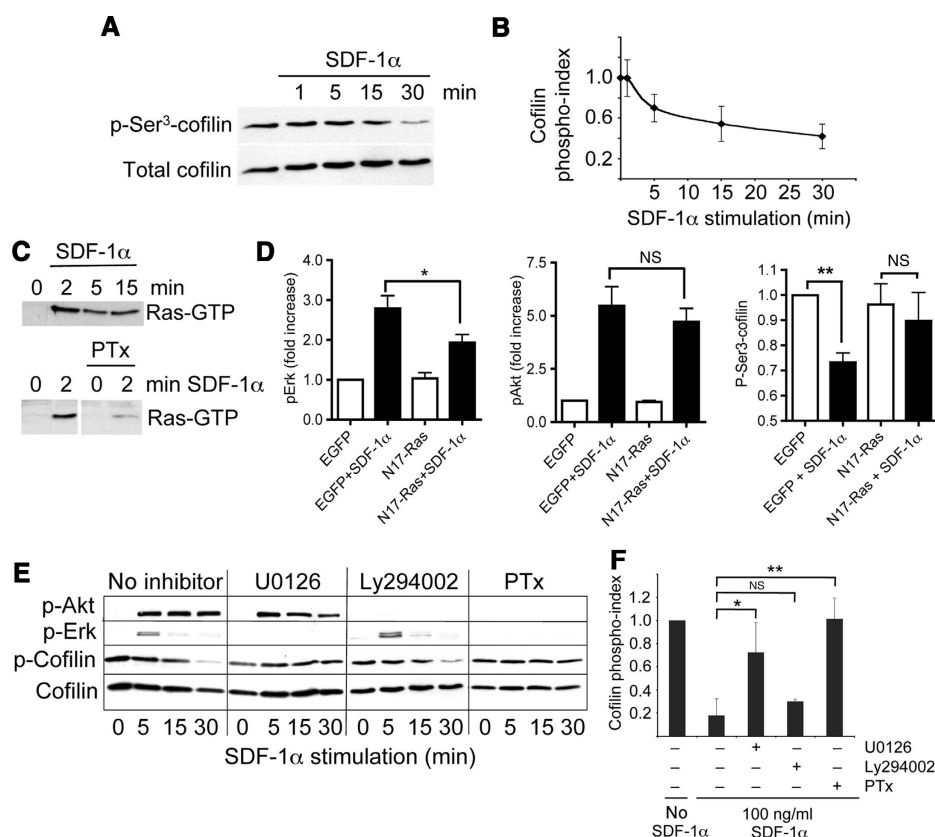 A
SDF-1α
1 5 15 30 min
p-Ser³-cofilin
Total cofilin
B
Cofilin
phospho-index
1.0
0.6
0.2
5 10 15 20 25 30
SDF-1α stimulation (min)
C
SDF-1α
0 2 5 15 min
Ras-GTP
PTx
0 2 0 2 min SDF-1α
Ras-GTP
D
pErk (fold increase)
4.0
3.0
2.0
1.0
0.0
*
EGFP
EGFP+SDF-1α
N17-Ras
N17-Ras+SDF-1α
pAkt (fold increase)
7.5
5.0
2.5
0.0
NS
EGFP
EGFP+SDF-1α
N17-Ras
N17-Ras+SDF-1α
P-Ser3-cofilin
1.1
1.0
0.9
0.8
0.7
0.6
0.5
**
NS
EGFP
EGFP + SDF-1α
N17-Ras
N17-Ras + SDF-1α
E
No inhibitor U0126 Ly294002 PTx
p-Akt
p-Erk
p-Cofilin
Cofilin
0 5 15 30 0 5 15 30 0 5 15 30 0 5 15 30
SDF-1α stimulation (min)
F
Cofilin phospho-index
1.0
0.8
0.6
0.4
0.2
**
NS
*
– – + – – U0126
– – – + – Ly294002
– – – – + PTx
No
SDF-1α
100 ng/ml
SDF-1α